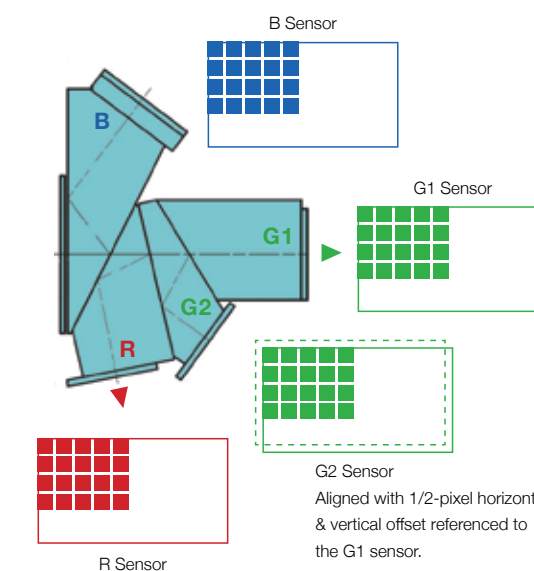 B Sensor
B
G1 Sensor
G1
G2
R
G2 Sensor
Aligned with 1/2-pixel horizont
& vertical offset referenced to
the G1 sensor.
R Sensor